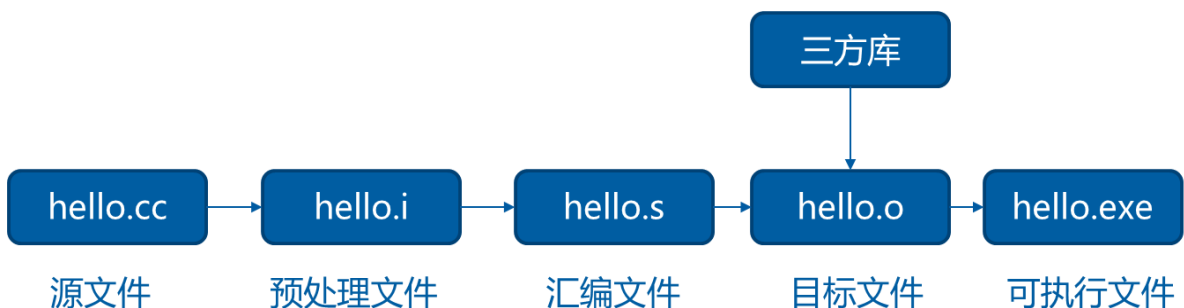 三方库
hello.cc
hello.i
hello.s
hello.o
hello.exe
源文件
预处理文件
汇编文件
目标文件
可执行文件